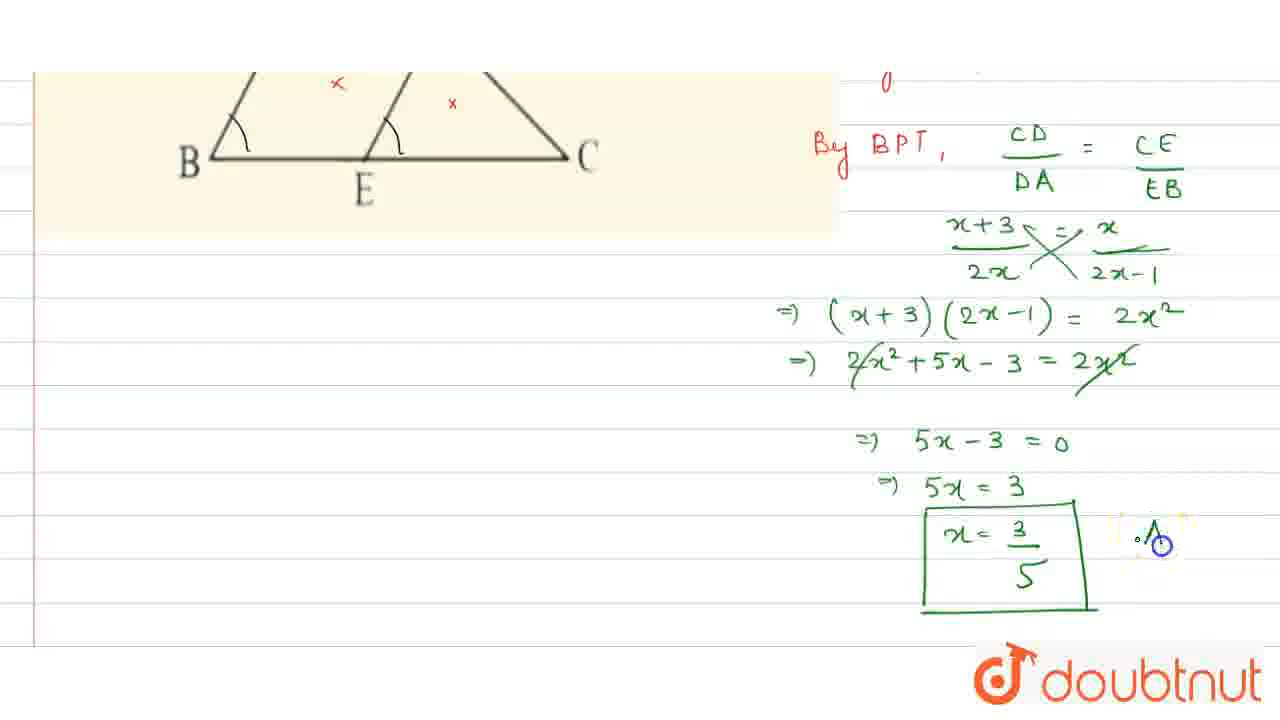 x
x
B
E
C
By BPT, CD/DA = CE/EB
x+3/2x = x/2x-1
⇒) (x+3)(2x-1) = 2x²
⇒) 2x²+5x-3 = 2x²
⇒) 5x-3 = 0
⇒) 5x = 3
x = 3/5
doubtnut